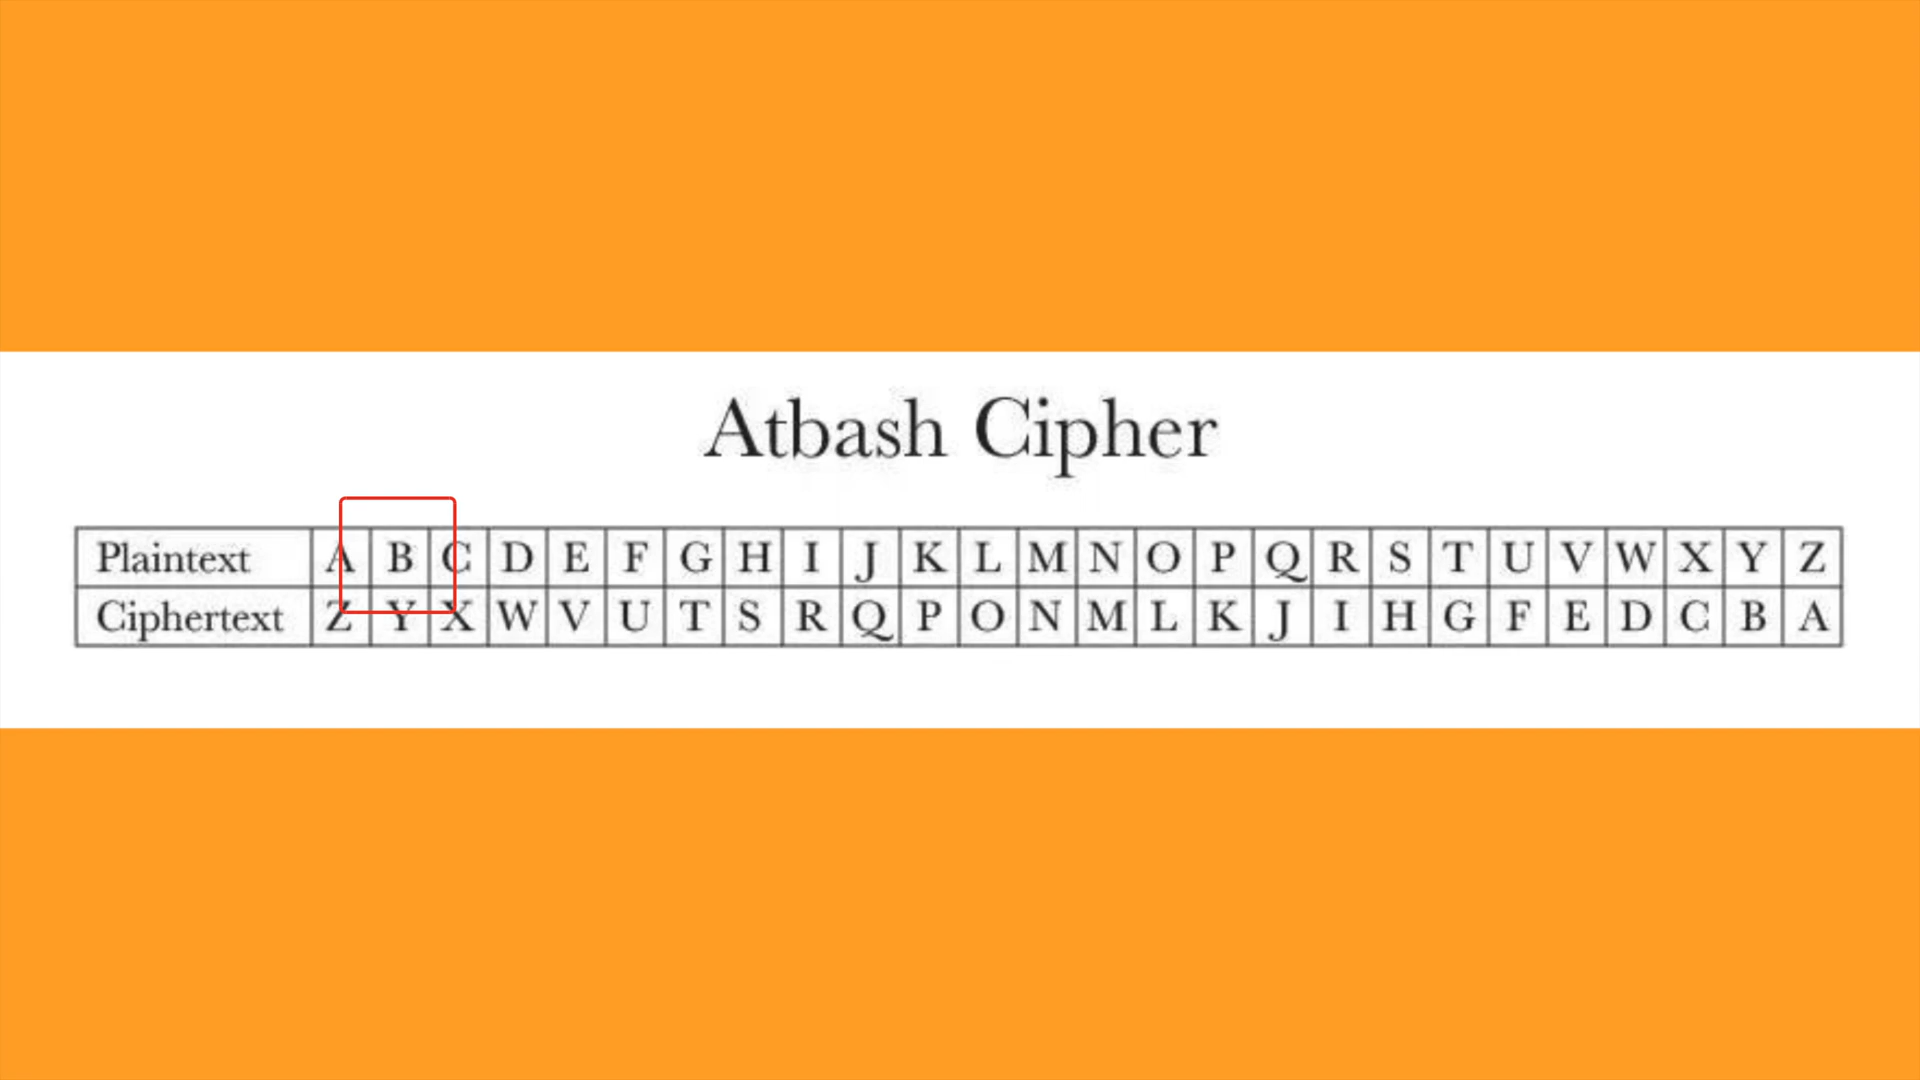 Atbash Cipher
Plaintext A B C D E F G H I J K L M N O P Q R S T U V W X Y Z
Ciphertext Z Y X W V U T S R Q P O N M L K J I H G F E D C B A